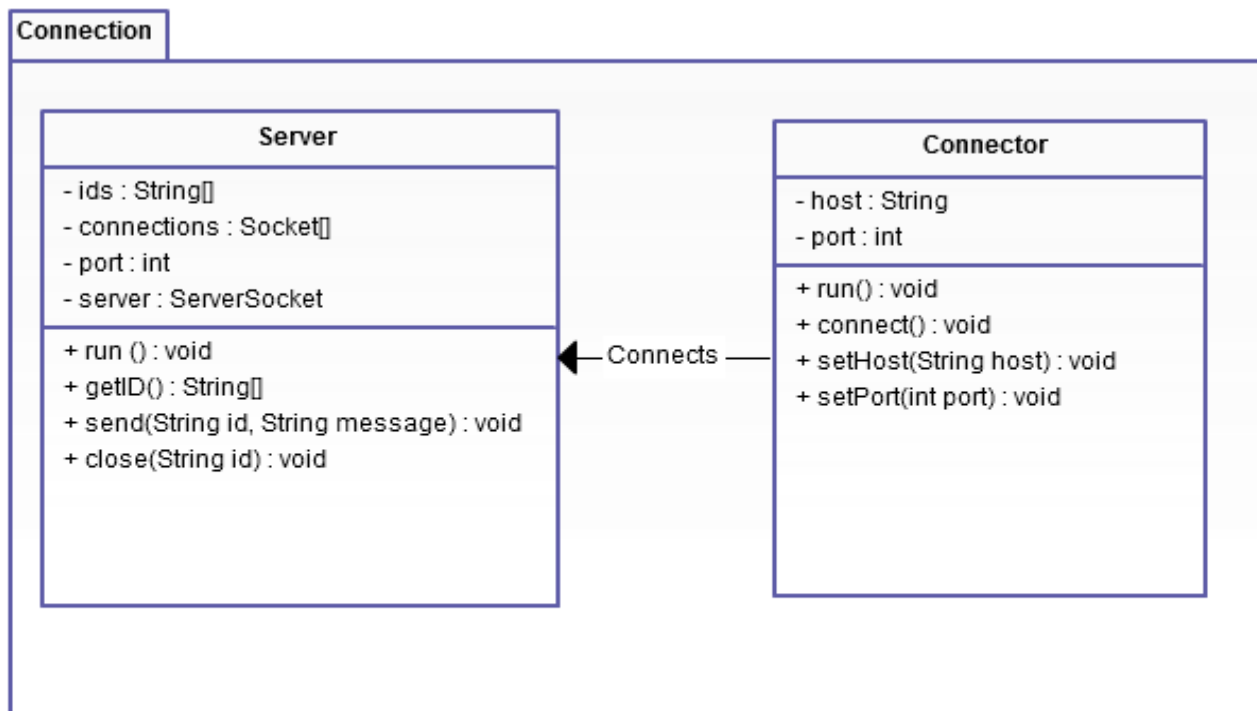 Connection
Server
- ids : String[]
- connections : Socket[]
- port : int
- server : ServerSocket
+ run () : void
+ getID() : String[]
+ send(String id, String message) : void
+ close(String id) : void
Connects
Connector
- host : String
- port : int
+ run() : void
+ connect() : void
+ setHost(String host) : void
+ setPort(int port) : void